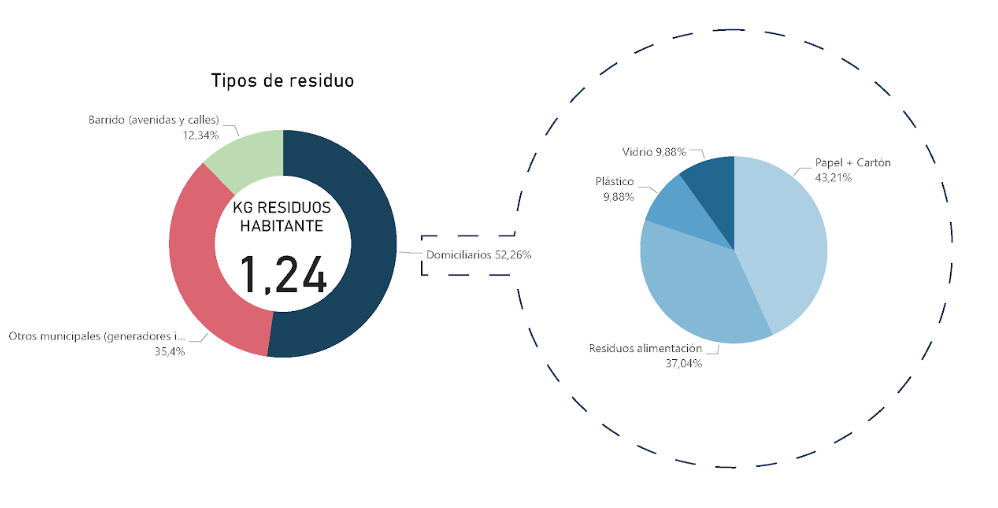 Tipos de residuo
Barrido (avenidas y calles)
12,34%
KG RESIDUOS
HABITANTE
1,24
Domiciliarios 52,26%
Otros municipales (generadores i...
35,4%
Vidrio 9,88%
Plástico
9,88%
Papel + Cartón
43,21%
Residuos alimentación
37,04%